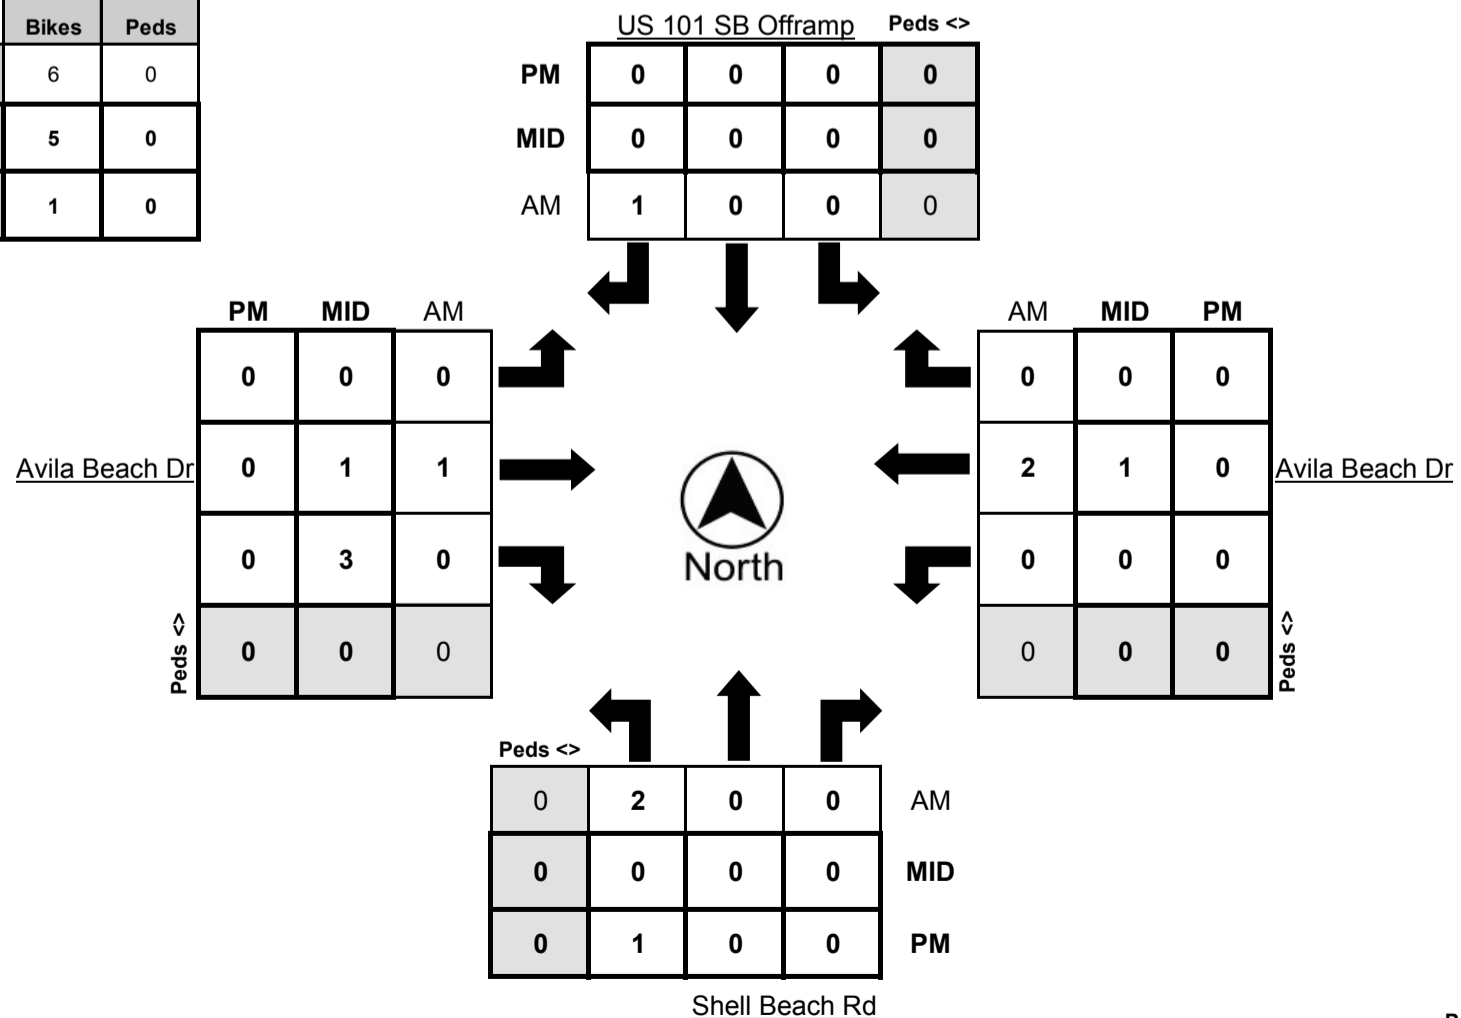 Bikes Peds
6 0
5 0
1 0
US 101 SB Offramp Peds <>
PM 0 0 0 0
MID 0 0 0 0
AM 1 0 0 0
PM MID AM
0 0 0
Avila Beach Dr 0 1 1
0 3 0
Peds <> 0 0 0
North
AM MID PM
0 0 0
2 1 0 Avila Beach Dr
0 0 0
0 0 0 Peds <>
Peds <>
0 2 0 0 AM
0 0 0 0 MID
0 1 0 0 PM
Shell Beach Rd